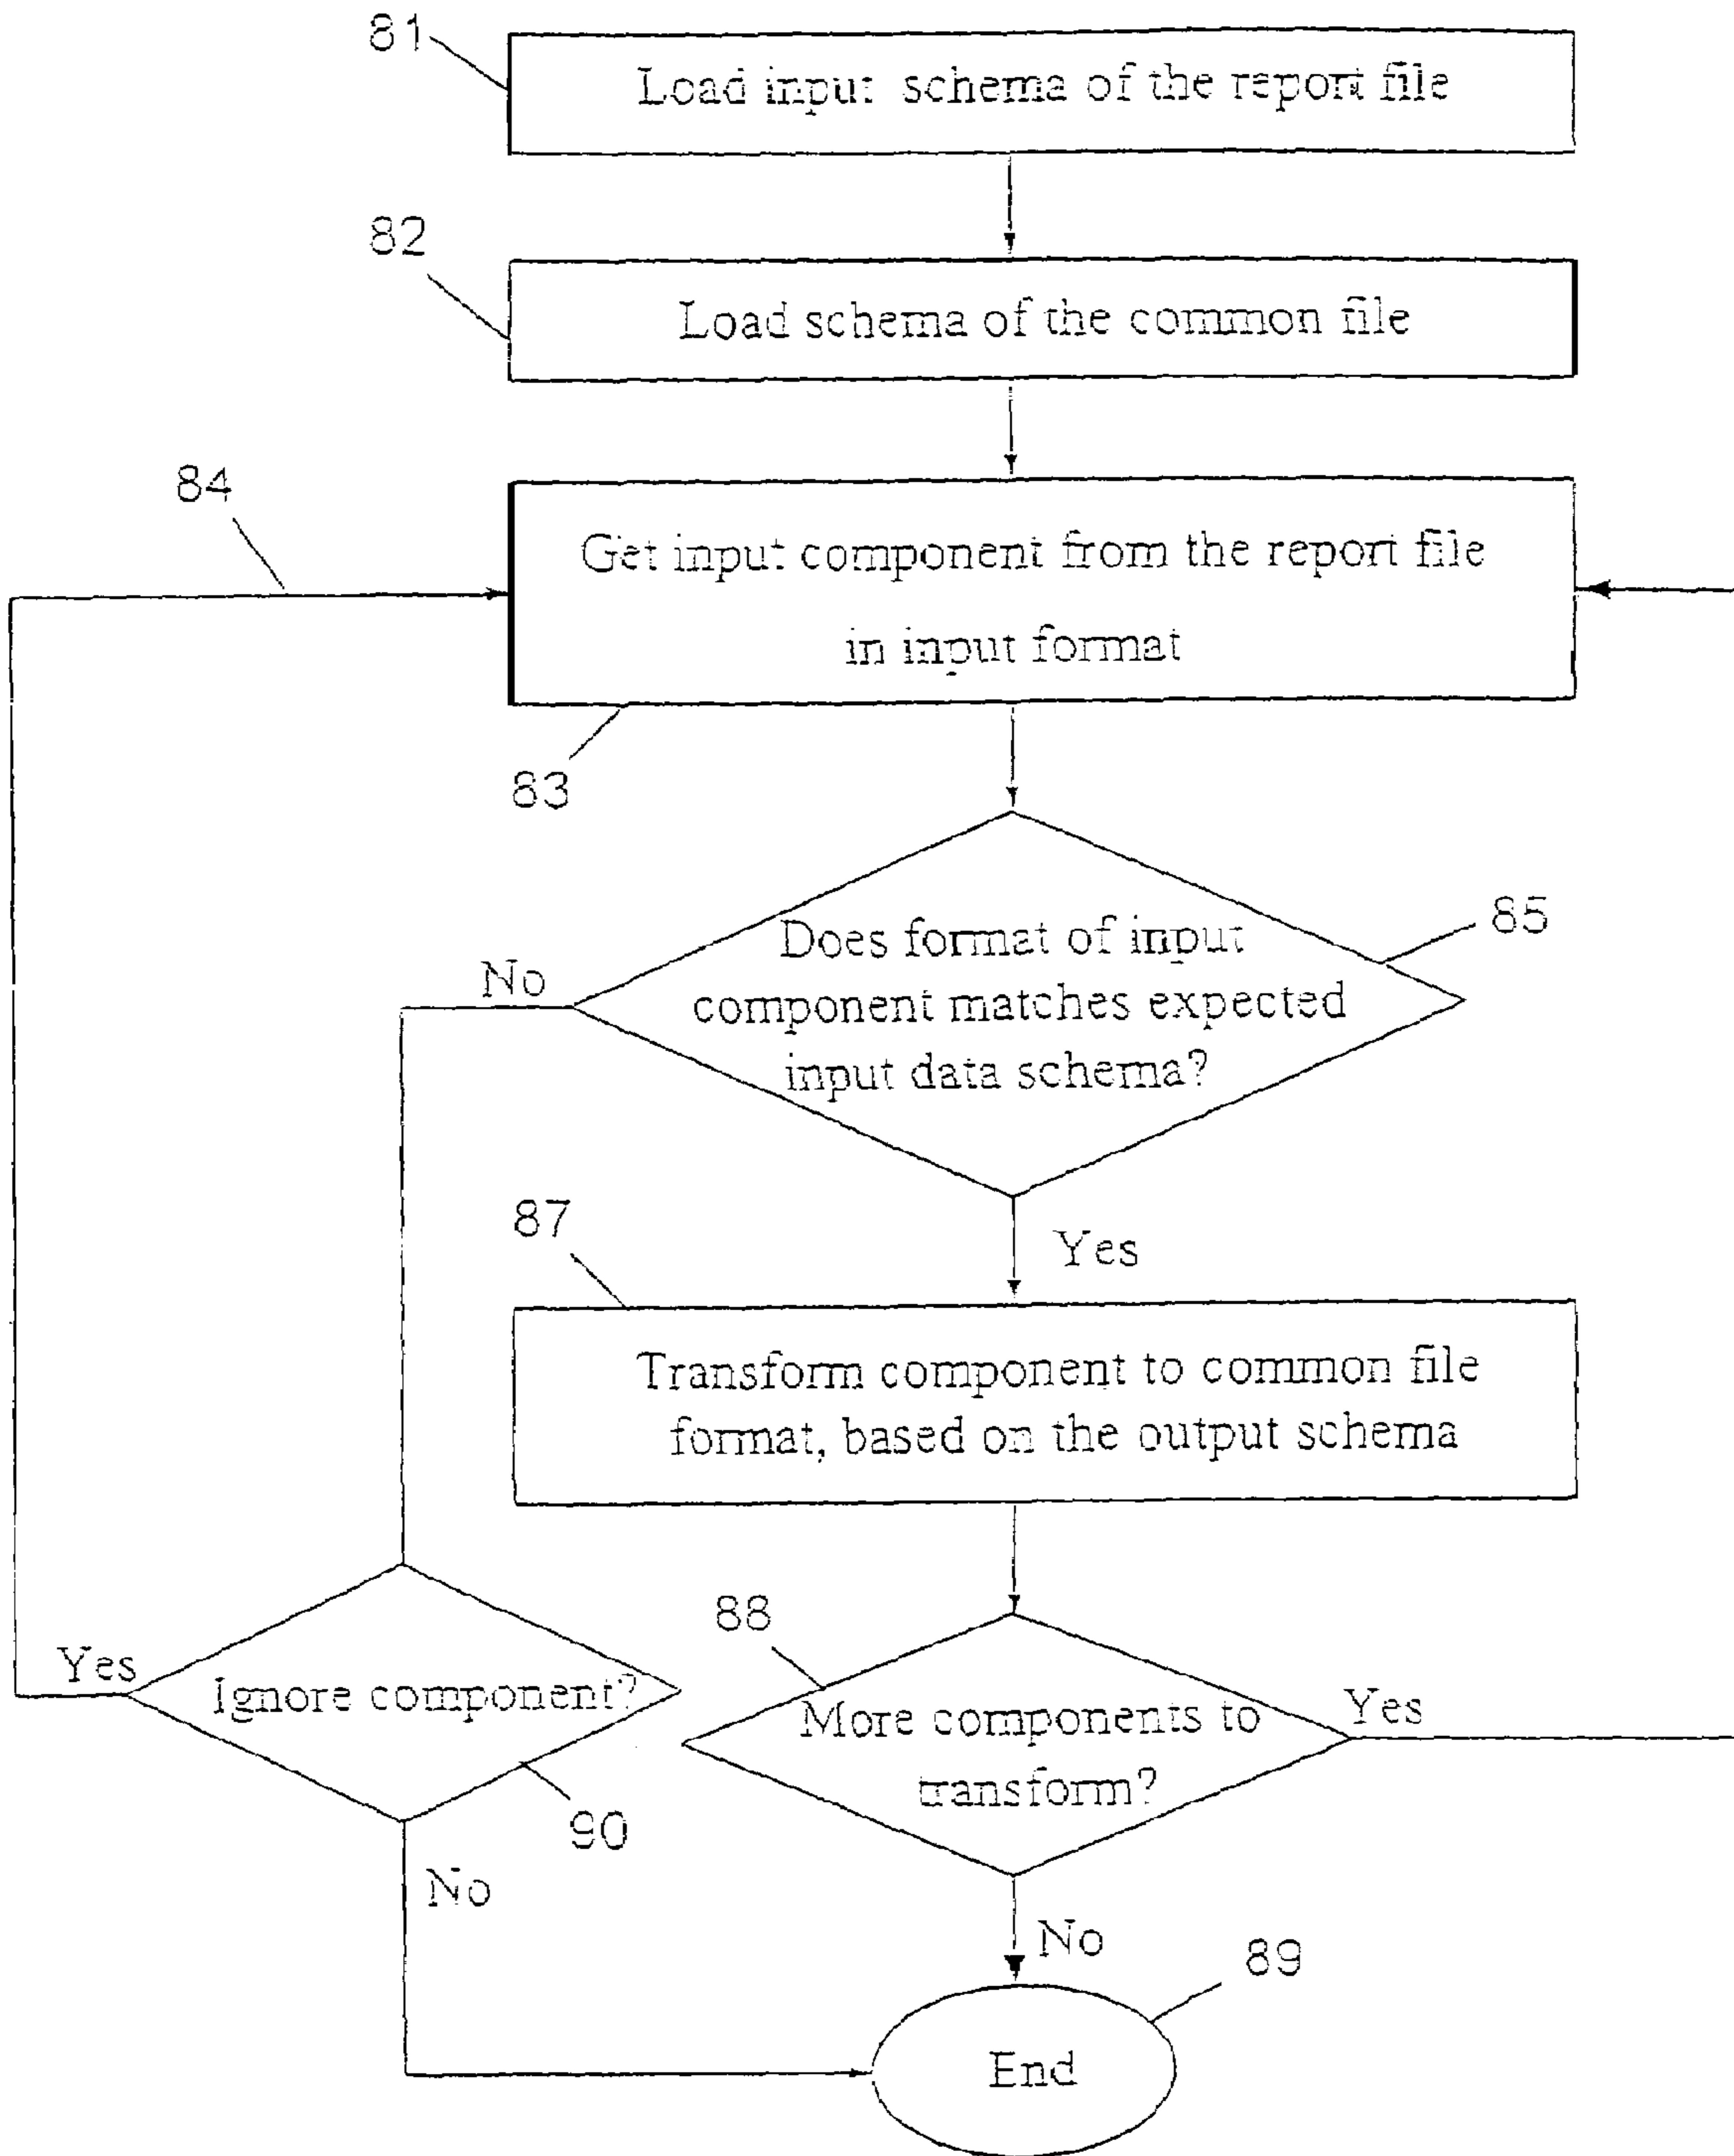 81
Load input schema of the report file
82
Load schema of the common file
84
Get input component from the report file
in input format
83
Does format of input
component matches expected
input data schema?
85
No
Yes
87
Transform component to common file
format, based on the output schema
88
More components to
transform?
Yes
Yes
Ignore component?
90
No
No
89
End